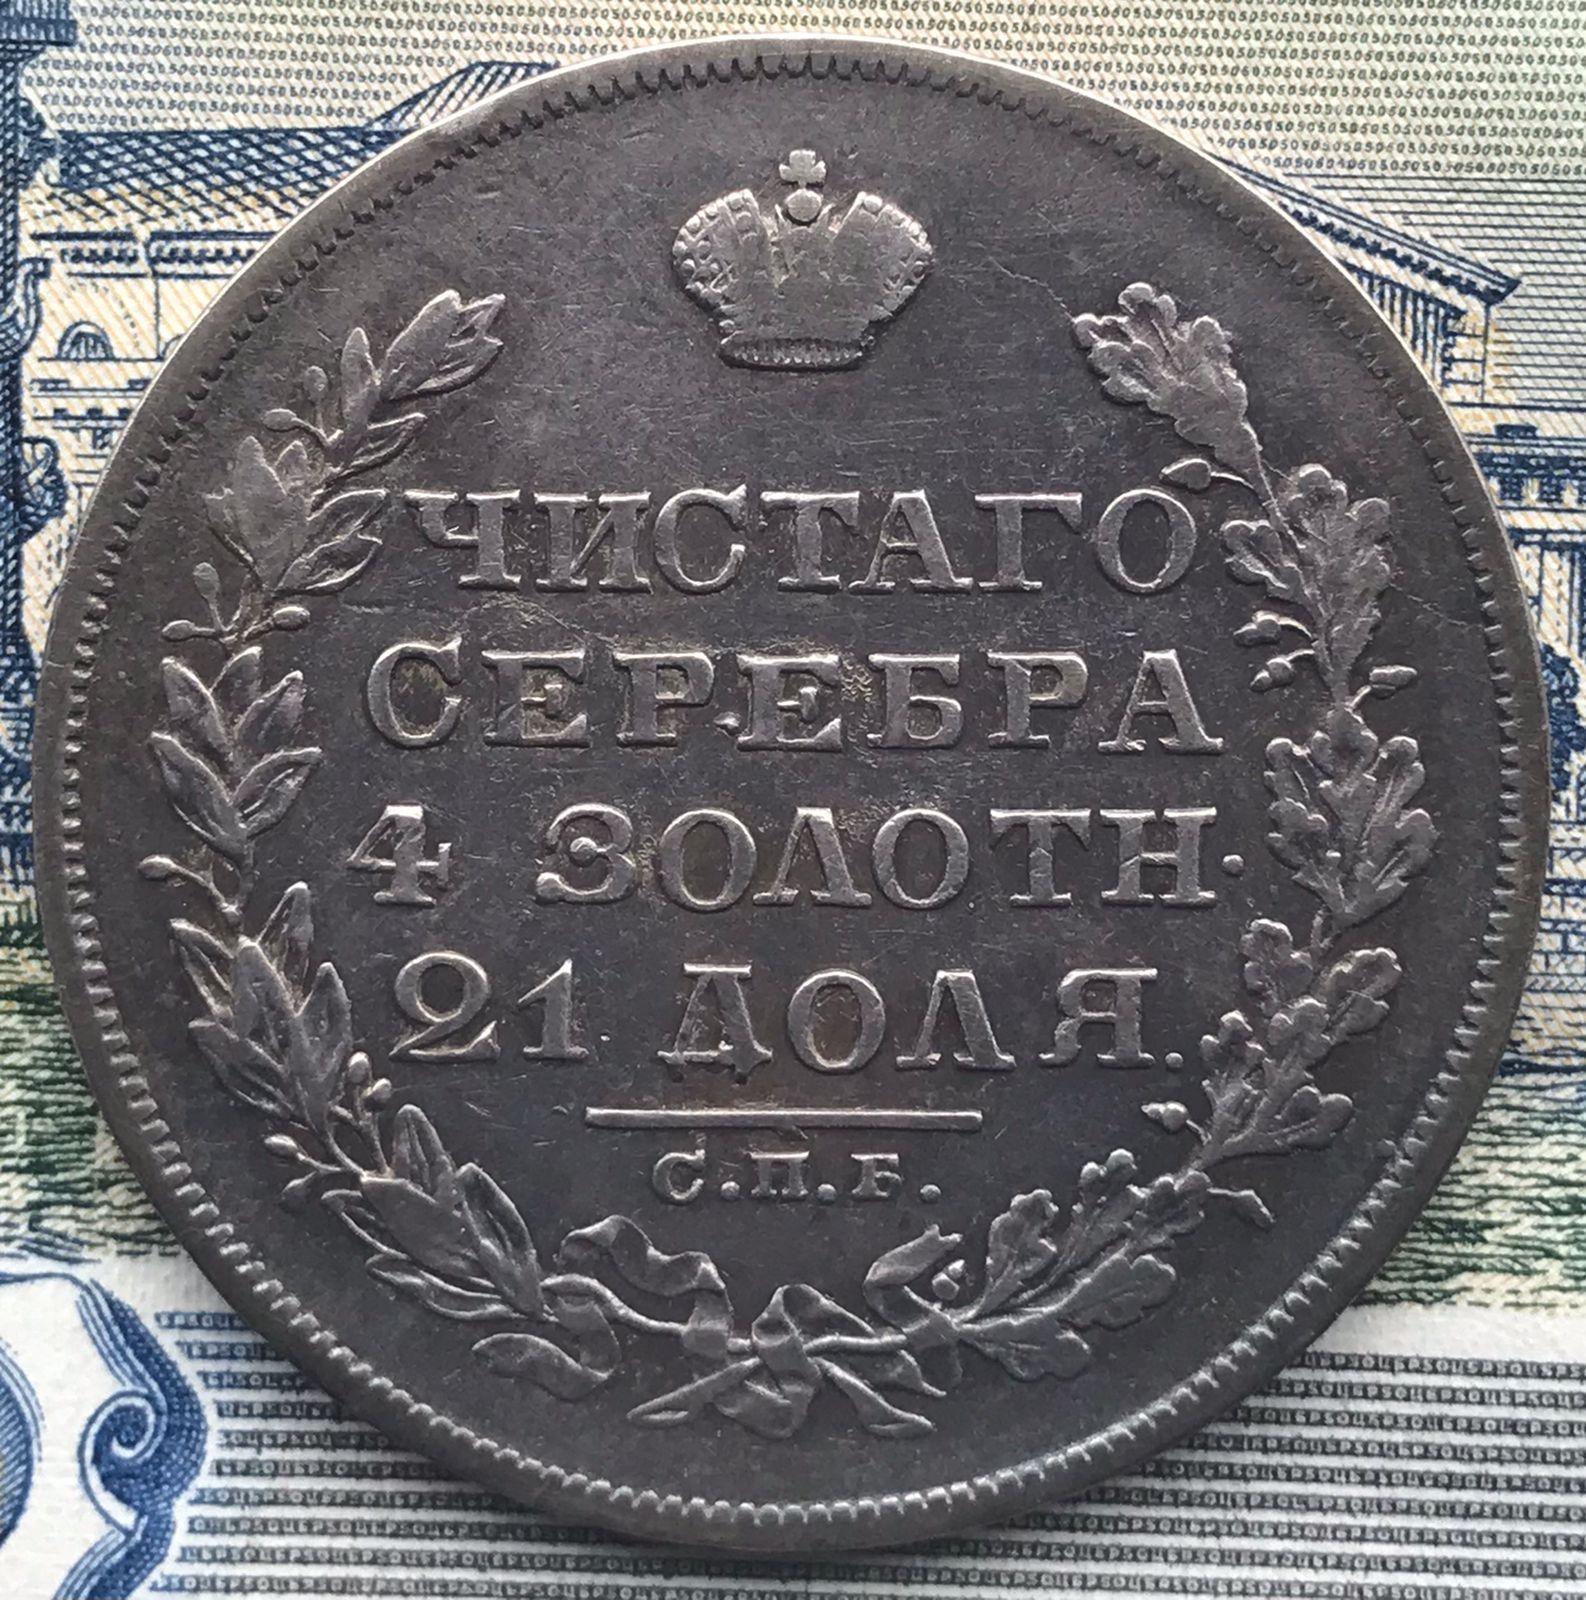 ЧИСТАГО
СЕРЕБРА
4 ЗОЛОТН.
21 ДОЛЯ.
С.П.Б.